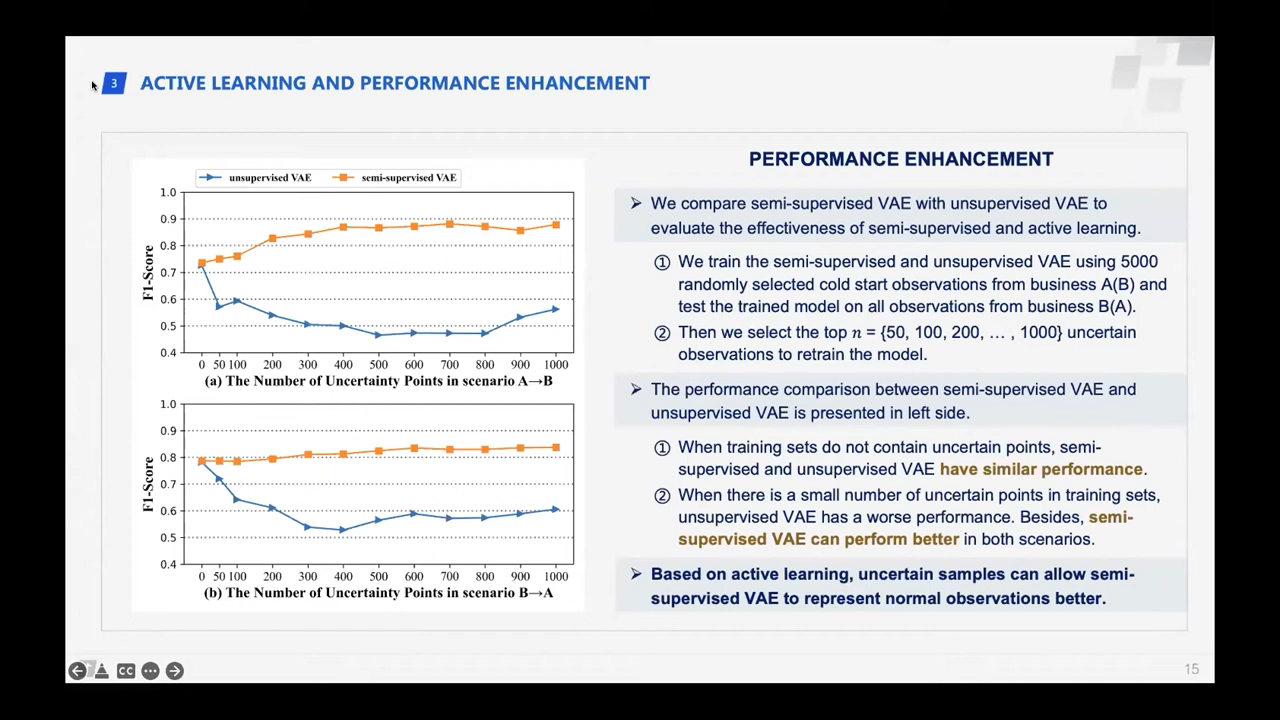 3 ACTIVE LEARNING AND PERFORMANCE ENHANCEMENT
unsupervised VAE semi-supervised VAE
1.0
0.9
0.8
0.7
0.6
0.5
0.4
F1-Score
0 50 100 200 300 400 500 600 700 800 900 1000
(a) The Number of Uncertainty Points in scenario A→B
1.0
0.9
0.8
0.7
0.6
0.5
0.4
F1-Score
0 50 100 200 300 400 500 600 700 800 900 1000
(b) The Number of Uncertainty Points in scenario B→A
PERFORMANCE ENHANCEMENT
➢ We compare semi-supervised VAE with unsupervised VAE to
evaluate the effectiveness of semi-supervised and active learning.
① We train the semi-supervised and unsupervised VAE using 5000
randomly selected cold start observations from business A(B) and
test the trained model on all observations from business B(A).
② Then we select the top n = {50, 100, 200, … , 1000} uncertain
observations to retrain the model.
➢ The performance comparison between semi-supervised VAE and
unsupervised VAE is presented in left side.
① When training sets do not contain uncertain points, semi-
supervised and unsupervised VAE have similar performance.
② When there is a small number of uncertain points in training sets,
unsupervised VAE has a worse performance. Besides, semi-
supervised VAE can perform better in both scenarios.
➢ Based on active learning, uncertain samples can allow semi-
supervised VAE to represent normal observations better.
CC
15